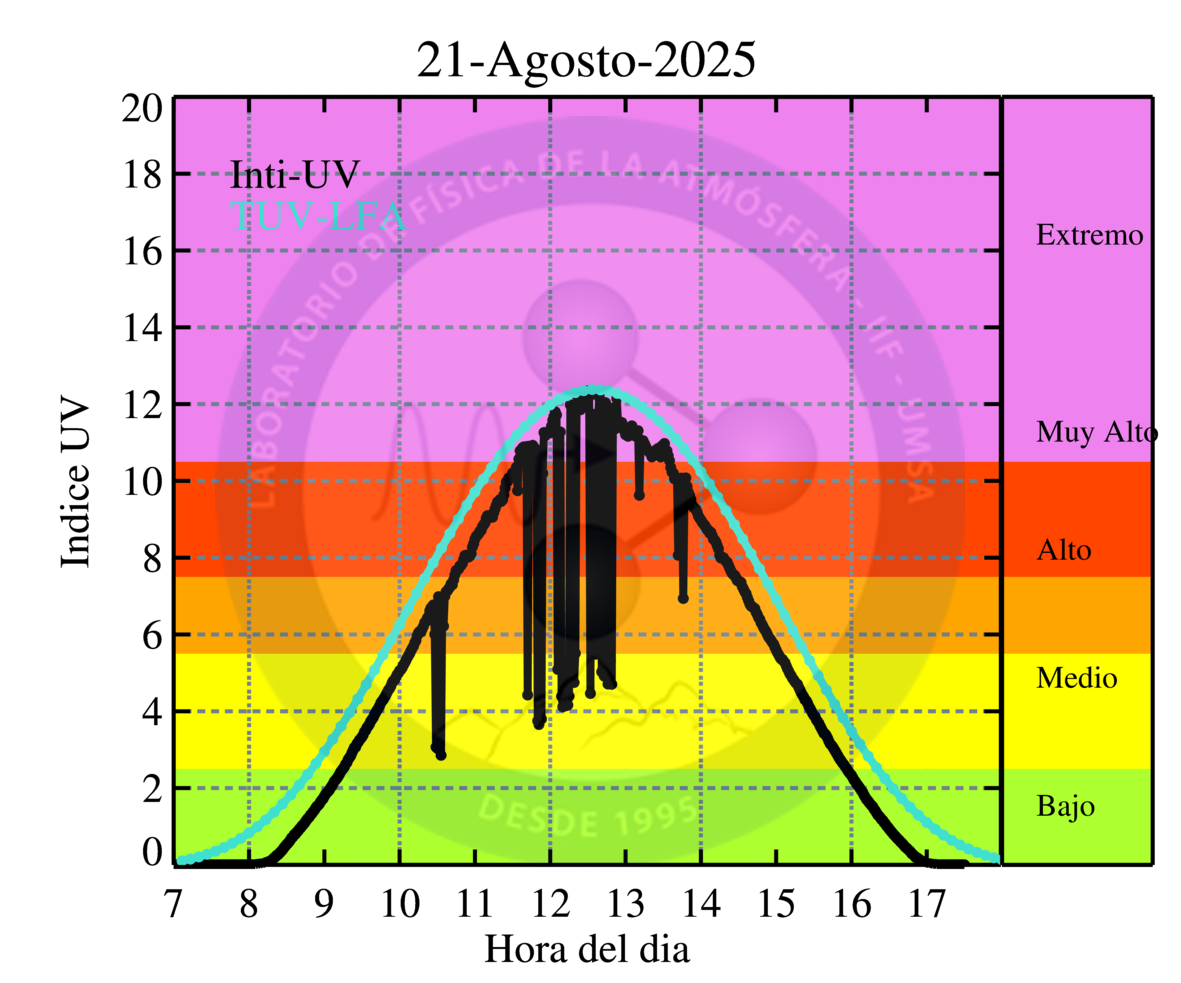 21-Agosto-2025
20
18
16
14
12
10
8
6
4
2
0
Indice UV
Inti-UV
TUV-LFA
LABORATORIO DE FÍSICA DE LA ATMÓSFERA - IIF - UMSA
DESDE 1995
Extremo
Muy Alto
Alto
Medio
Bajo
7 8 9 10 11 12 13 14 15 16 17
Hora del dia